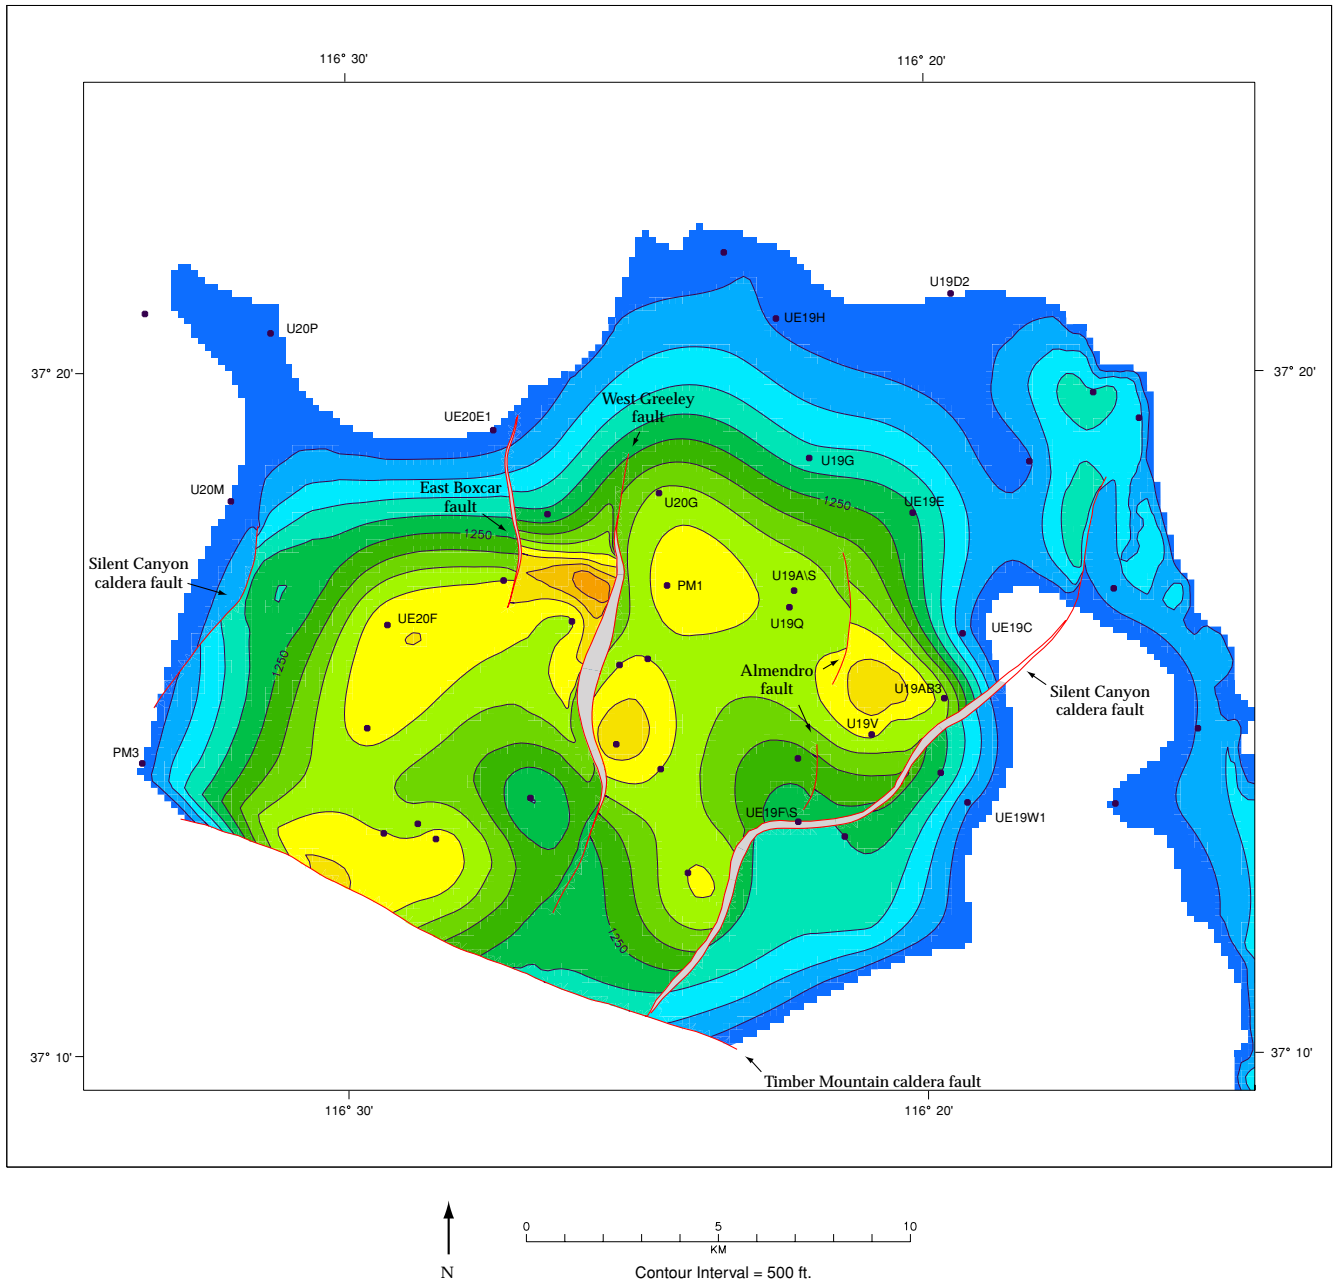 116° 30'
116° 20'
U19D2
UE19H
U20P
37° 20'
37° 20'
West Greeley
fault
UE20E1
U19G
East Boxcar
fault
U20M
U20G
1250
UE19E
1250
Silent Canyon
caldera fault
U19A\S
PM1
U19Q
UE20F
UE19C
1250
Almendro
fault
U19AB3
Silent Canyon
caldera fault
U19V
PM3
UE19F\S
UE19W1
1250
37° 10'
37° 10'
Timber Mountain caldera fault
116° 30'
116° 20'
0 5 10
KM
N
Contour Interval = 500 ft.